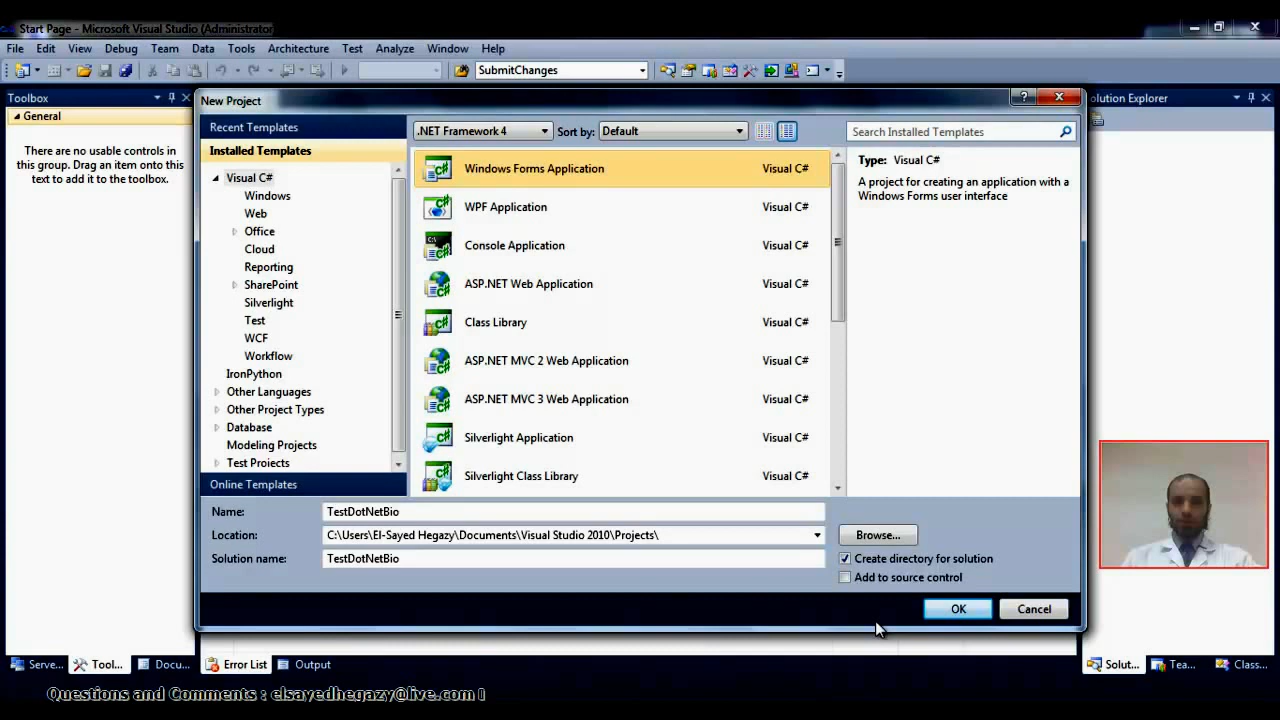 Start Page - Microsoft Visual Studio (Administrator
File Edit View Debug Team Data Tools Architecture Test Analyze Window Help
SubmitChanges
Toolbox
General
There are no usable controls in
this group. Drag an item onto this
text to add it to the toolbox.
New Project
Recent Templates
Installed Templates
Visual C#
Windows
Web
Office
Cloud
Reporting
SharePoint
Silverlight
Test
WCF
Workflow
IronPython
Other Languages
Other Project Types
Database
Modeling Projects
Test Projects
Online Templates
.NET Framework 4 Sort by: Default
Windows Forms Application Visual C#
WPF Application Visual C#
Console Application Visual C#
ASP.NET Web Application Visual C#
Class Library Visual C#
ASP.NET MVC 2 Web Application Visual C#
ASP.NET MVC 3 Web Application Visual C#
Silverlight Application Visual C#
Silverlight Class Library Visual C#
Search Installed Templates
Type: Visual C#
A project for creating an application with a
Windows Forms user interface
Name: TestDotNetBio
Location: C:\Users\El-Sayed Hegazy\Documents\Visual Studio 2010\Projects\ Browse...
Solution name: TestDotNetBio
Create directory for solution
Add to source control
OK Cancel
olution Explorer
Serve... Tool... Docu... Error List Output Solut... Tea... Class...
Questions and Comments : elsayedhegazy@live.com